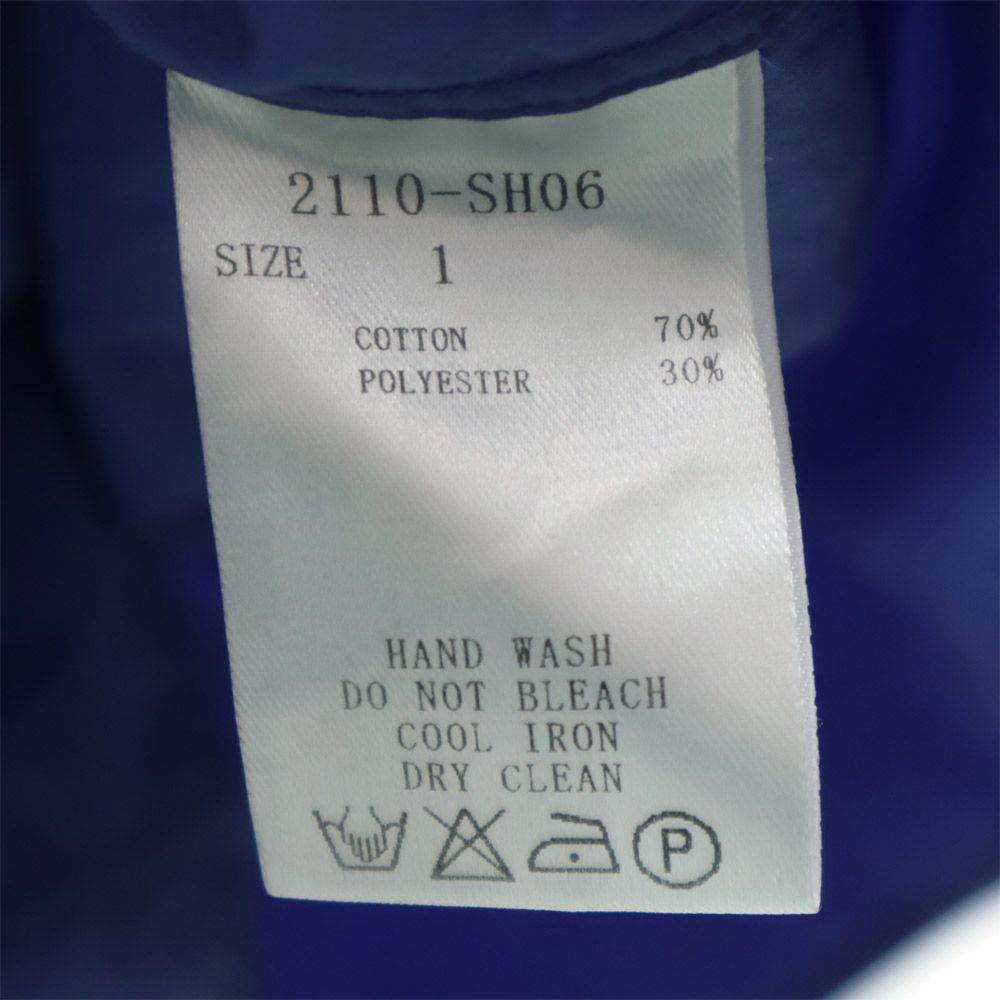 2110-SH06
SIZE 1
COTTON 70%
POLYESTER 30%
HAND WASH
DO NOT BLEACH
COOL IRON
DRY CLEAN
P